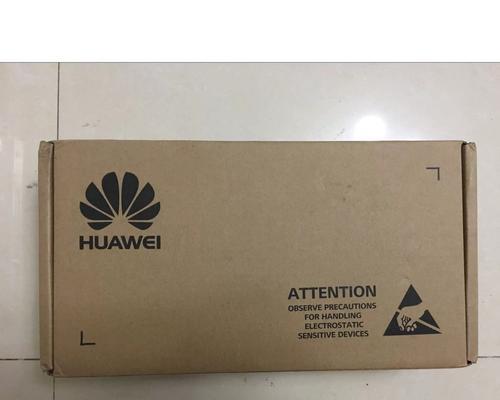 HUAWEI
ATTENTION
OBSERVE PRECAUTIONS
FOR HANDLING
ELECTROSTATIC
SENSITIVE DEVICES